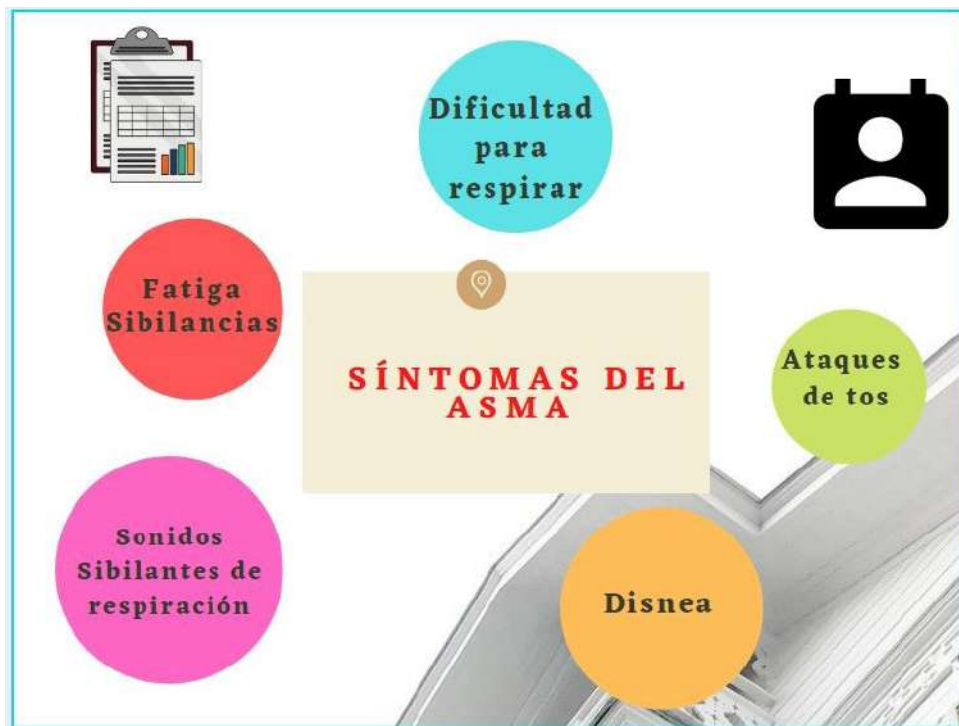 Dificultad
para
respirar
Fatiga
Sibilancias
SÍNTOMAS DEL
ASMA
Ataques
de tos
Sonidos
Sibilantes de
respiración
Disnea